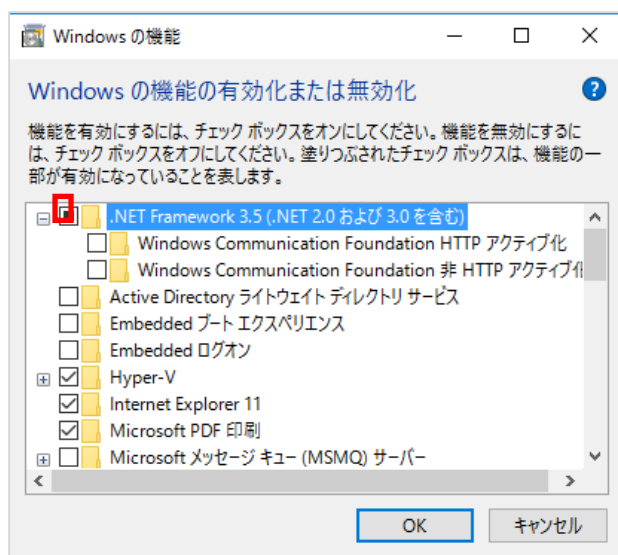 Windows の機能
Windows の機能の有効化または無効化
機能を有効にするには、チェック ボックスをオンにしてください。機能を無効にするに
は、チェック ボックスをオフにしてください。塗りつぶされたチェック ボックスは、機能の一
部が有効になっていることを表します。
.NET Framework 3.5 (.NET 2.0 および 3.0 を含む)
Windows Communication Foundation HTTP アクティブ化
Windows Communication Foundation 非 HTTP アクティブ化
Active Directory ライトウェイト ディレクトリ サービス
Embedded ブート エクスペリエンス
Embedded ログオン
Hyper-V
Internet Explorer 11
Microsoft PDF 印刷
Microsoft メッセージ キュー (MSMQ) サーバー
OK
キャンセル